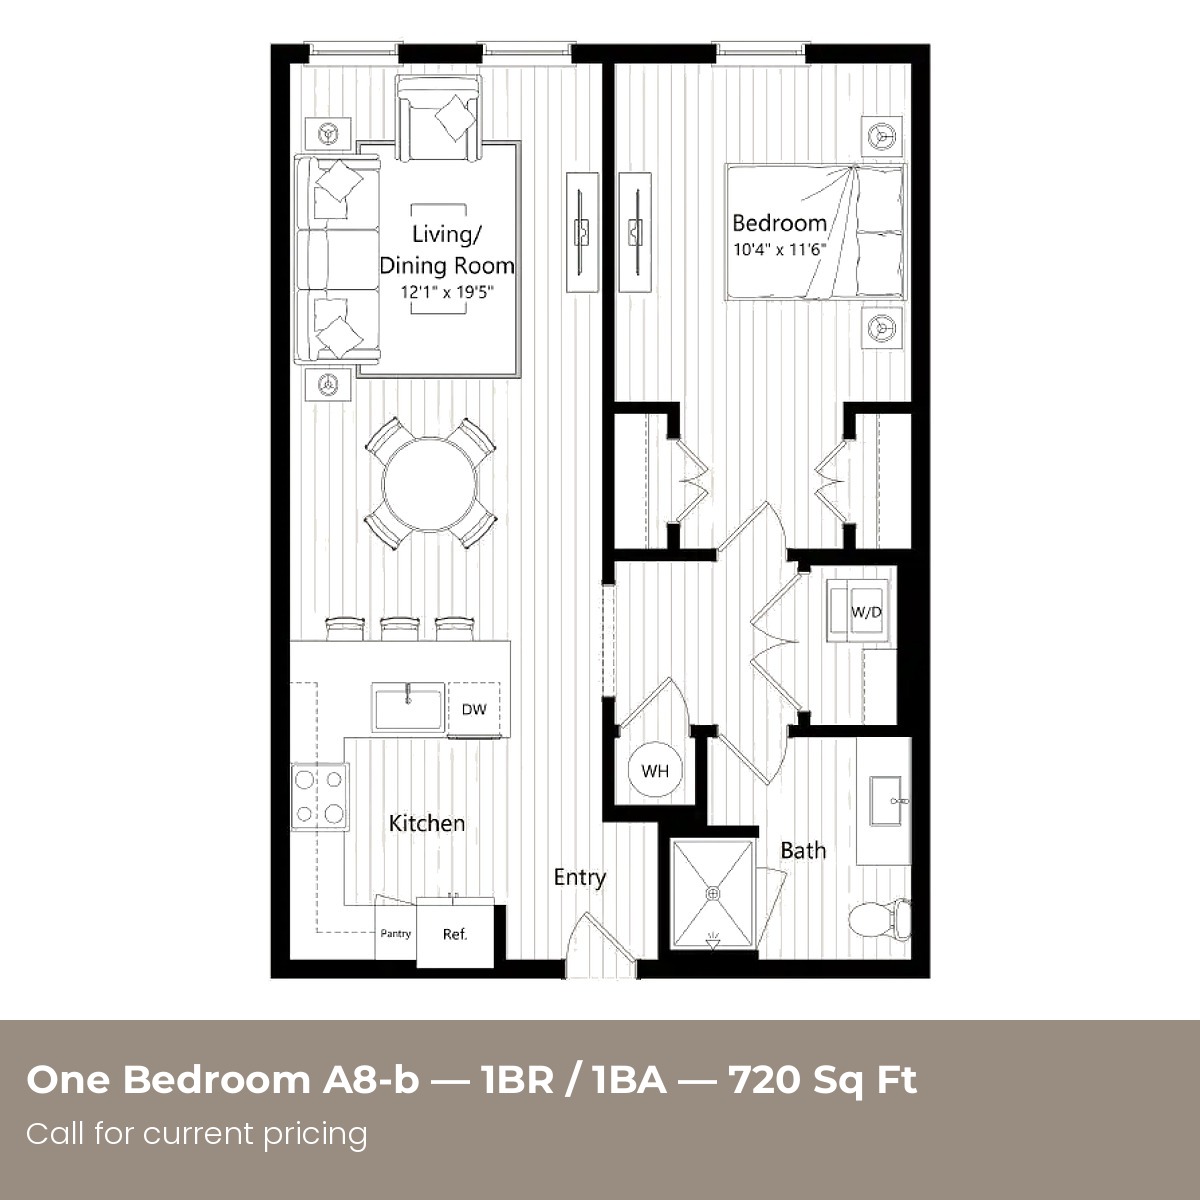 Living/
Dining Room
12'1" x 19'5"
Bedroom
10'4" x 11'6"
W/D
DW
WH
Kitchen
Bath
Entry
Pantry
Ref.
One Bedroom A8-b — 1BR / 1BA — 720 Sq Ft
Call for current pricing